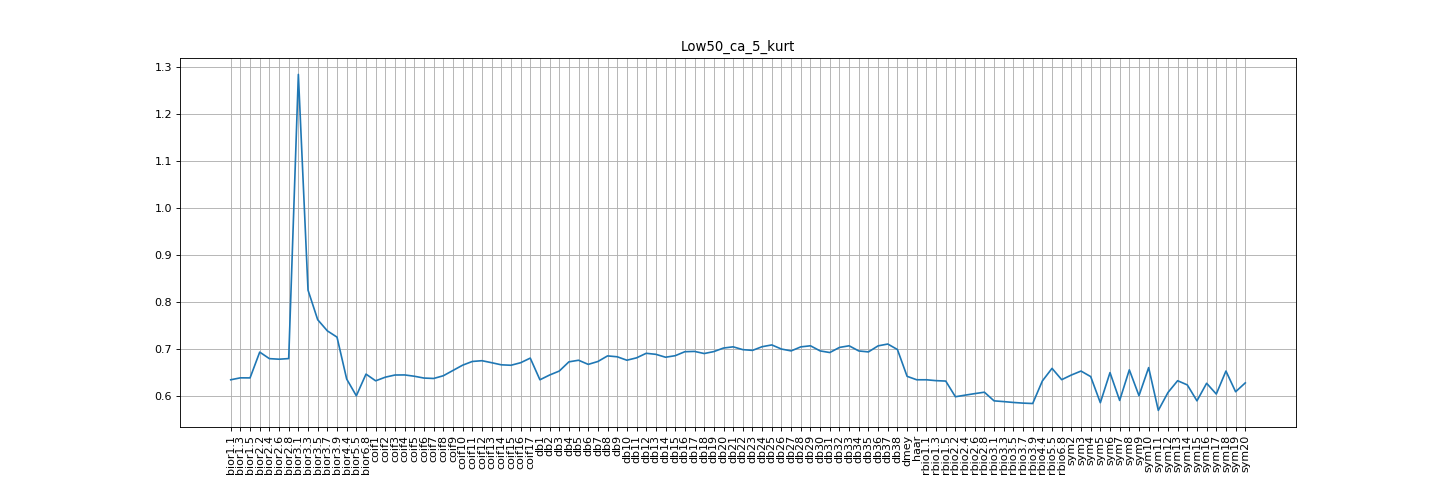 Low50_ca_5_kurt
1.3
1.2
1.1
1.0
0.9
0.8
0.7
0.6
bior1.1
bior1.3
bior1.5
bior2.2
bior2.4
bior2.6
bior2.8
bior3.1
bior3.3
bior3.5
bior3.7
bior3.9
bior4.4
bior5.5
bior6.8
coif1
coif2
coif3
coif4
coif5
coif6
coif7
coif8
coif9
coif10
coif11
coif12
coif13
coif14
coif15
coif16
coif17
db1
db2
db3
db4
db5
db6
db7
db8
db9
db10
db11
db12
db13
db14
db15
db16
db17
db18
db19
db20
db21
db22
db23
db24
db25
db26
db27
db28
db29
db30
db31
db32
db33
db34
db35
db36
db37
db38
dmey
haar
rbio1.1
rbio1.3
rbio1.5
rbio2.2
rbio2.4
rbio2.6
rbio2.8
rbio3.1
rbio3.3
rbio3.5
rbio3.7
rbio3.9
rbio4.4
rbio5.5
rbio6.8
sym2
sym3
sym4
sym5
sym6
sym7
sym8
sym9
sym10
sym11
sym12
sym13
sym14
sym15
sym16
sym17
sym18
sym19
sym20